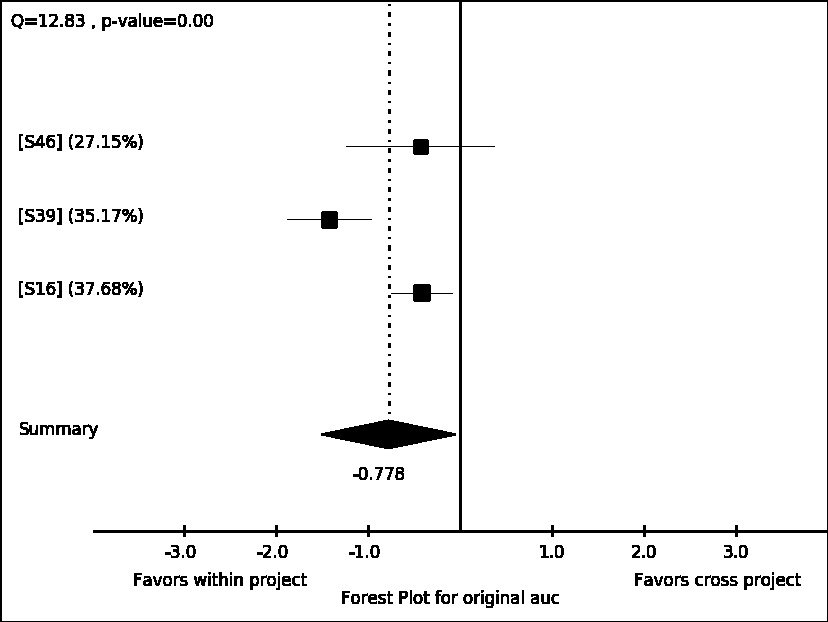 Q=12.83 , p-value=0.00
[S46] (27.15%)
[S39] (35.17%)
[S16] (37.68%)
Summary
-0.778
-3.0 -2.0 -1.0 1.0 2.0 3.0
Favors within project Favors cross project
Forest Plot for original auc